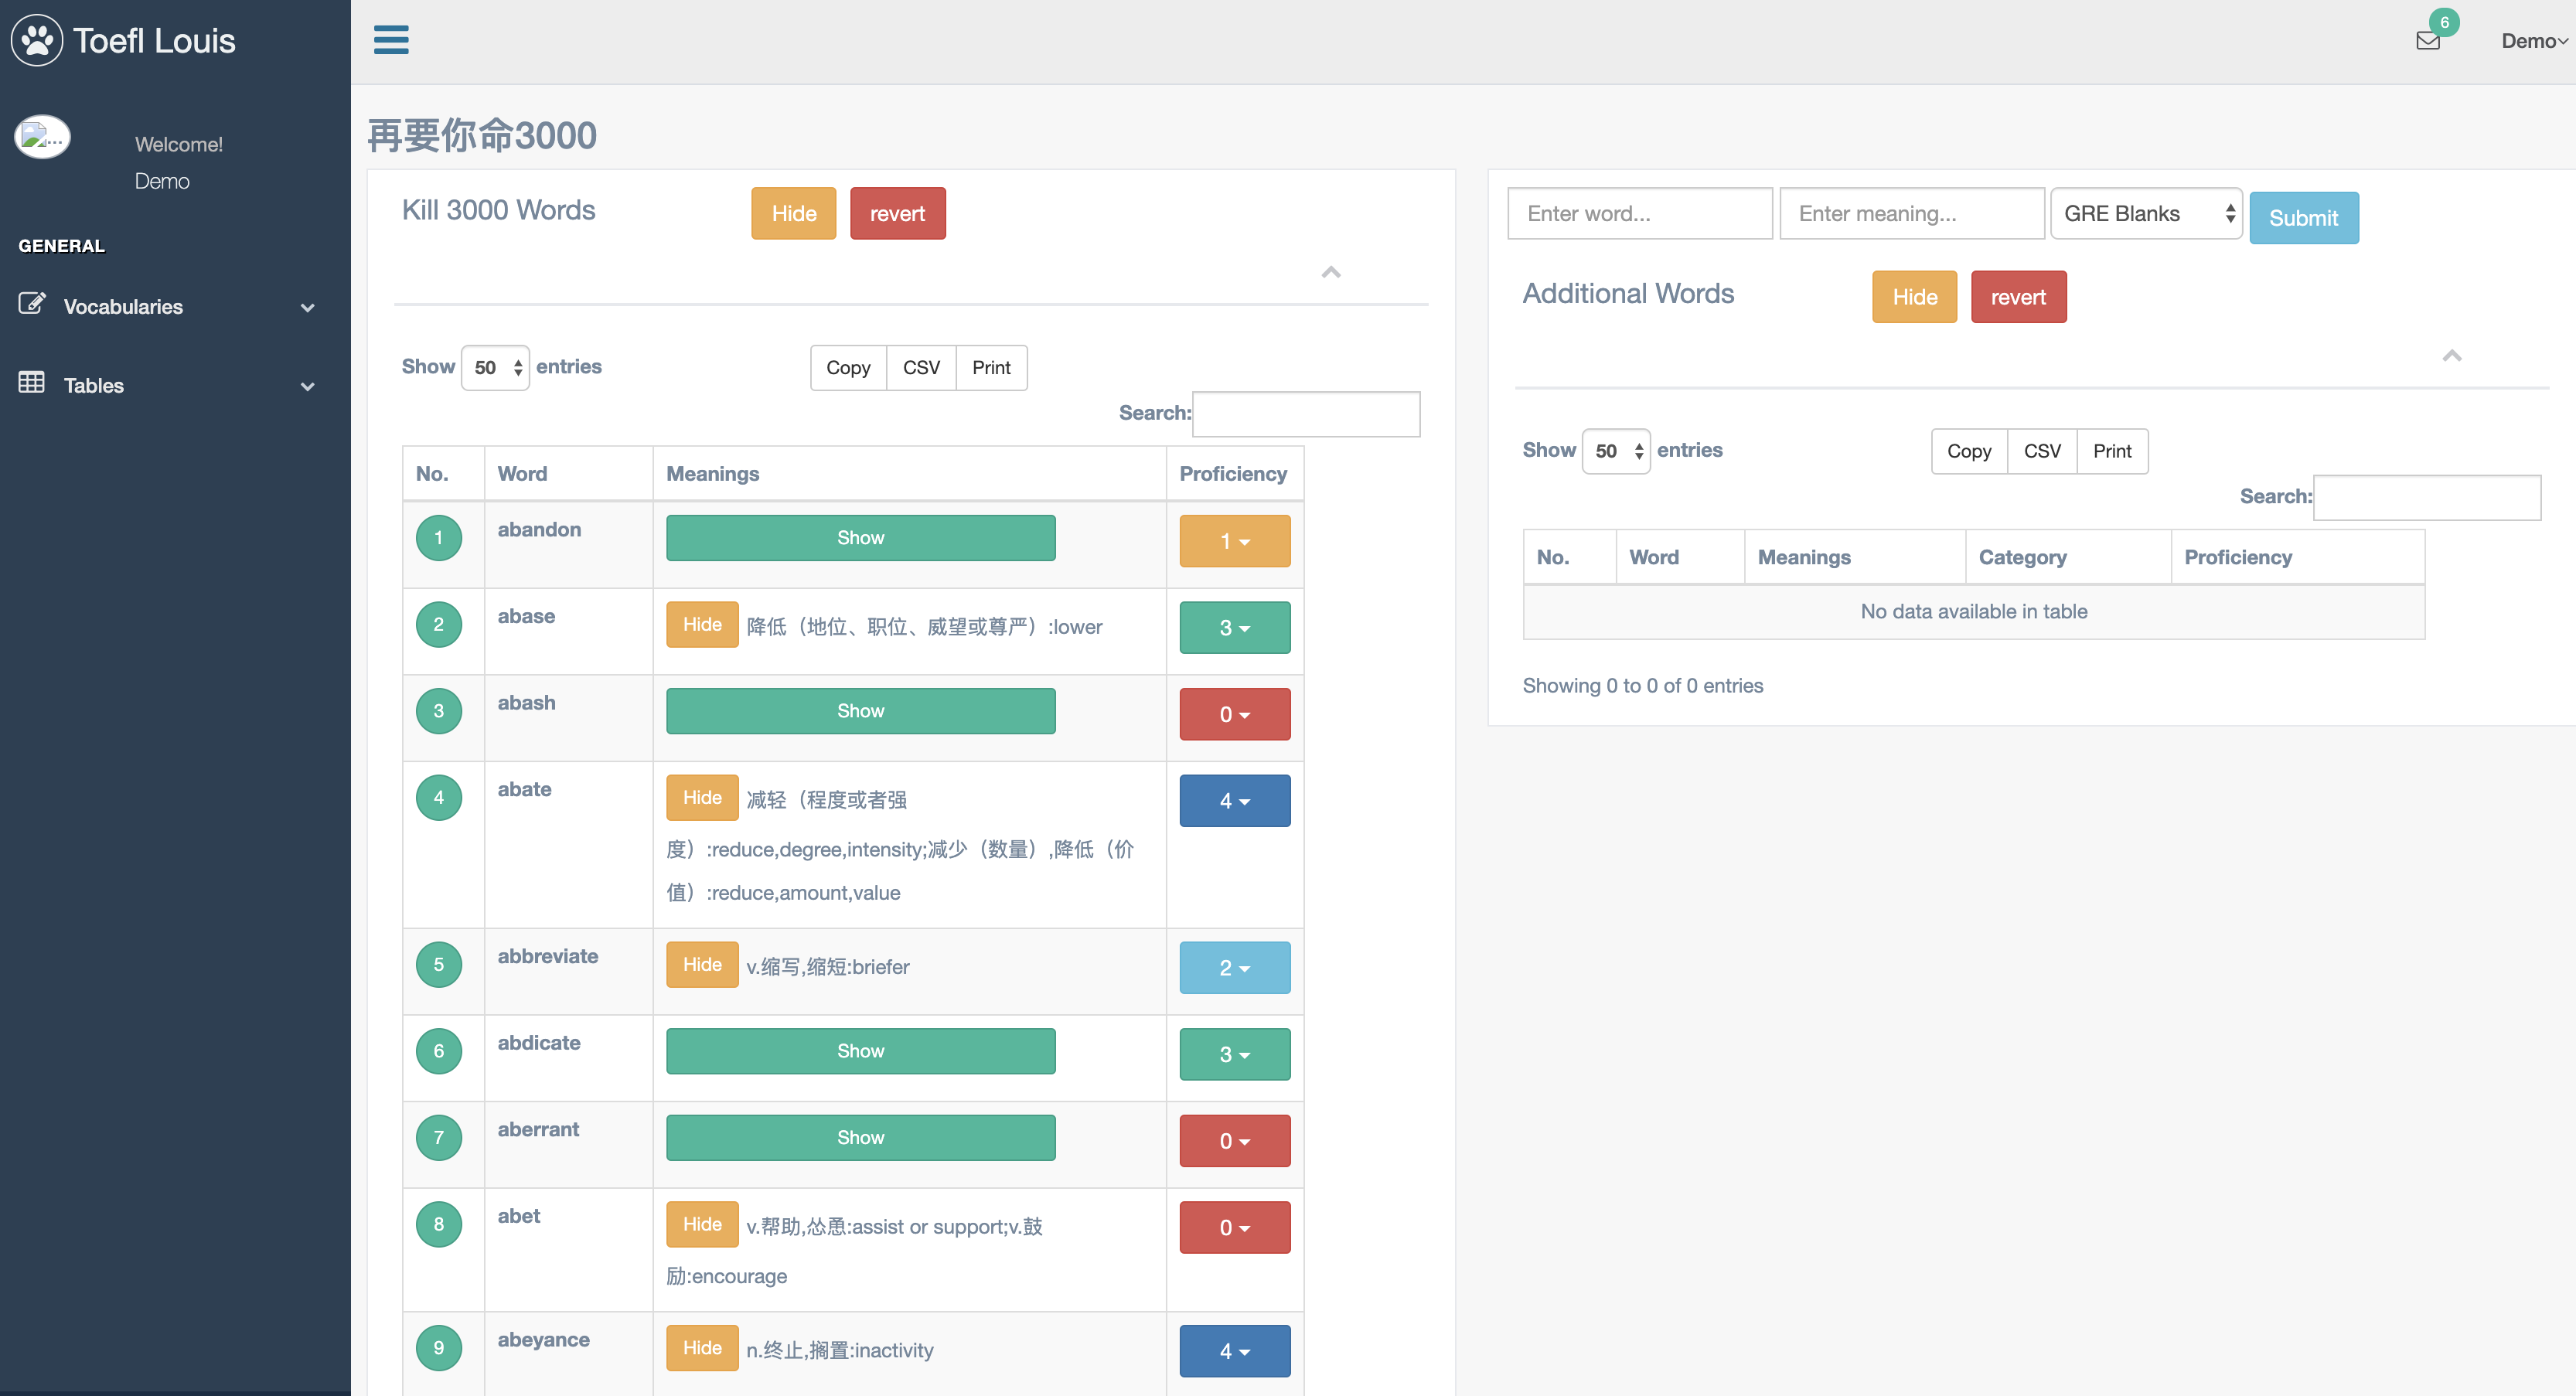 Toefl Louis
6
Demo
Welcome!
Demo
GENERAL
Vocabularies
Tables
再要你命3000
Kill 3000 Words
Hide
revert
Show 50 entries
Copy CSV Print
Search:
No. Word Meanings Proficiency
1 abandon Show 1
2 abase Hide 降低（地位、职位、威望或尊严）:lower 3
3 abash Show 0
4 abate Hide 减轻（程度或者强 4
度）:reduce,degree,intensity;减少（数量）,降低（价
值）:reduce,amount,value
5 abbreviate Hide v.缩写,缩短:briefer 2
6 abdicate Show 3
7 aberrant Show 0
8 abet Hide v.帮助,怂恿:assist or support;v.鼓 0
励:encourage
9 abeyance Hide n.终止,搁置:inactivity 4
Enter word... Enter meaning... GRE Blanks Submit
Additional Words
Hide
revert
Show 50 entries
Copy CSV Print
Search:
No. Word Meanings Category Proficiency
No data available in table
Showing 0 to 0 of 0 entries